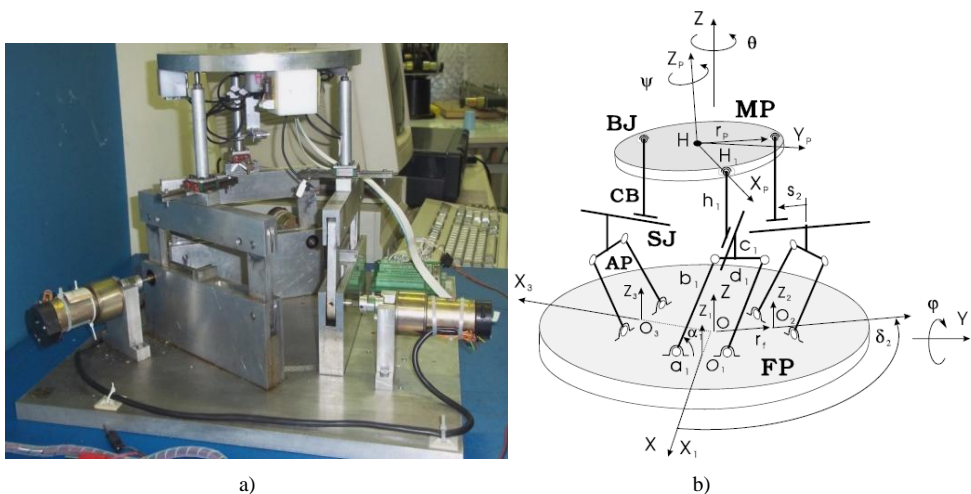 Z
θ
Z_P
ψ
MP
BJ
r_P
H
Y_P
H_1
X_P
CB
h_1
s_2
SJ
c_1
AP
b_1
d_1
X_3
Z_3
Z
Z_2
Z_1
φ
O_3
O
O_2
α_1
r_f
δ_2
Y
a_1
O_1
FP
X
X_1
a)
b)